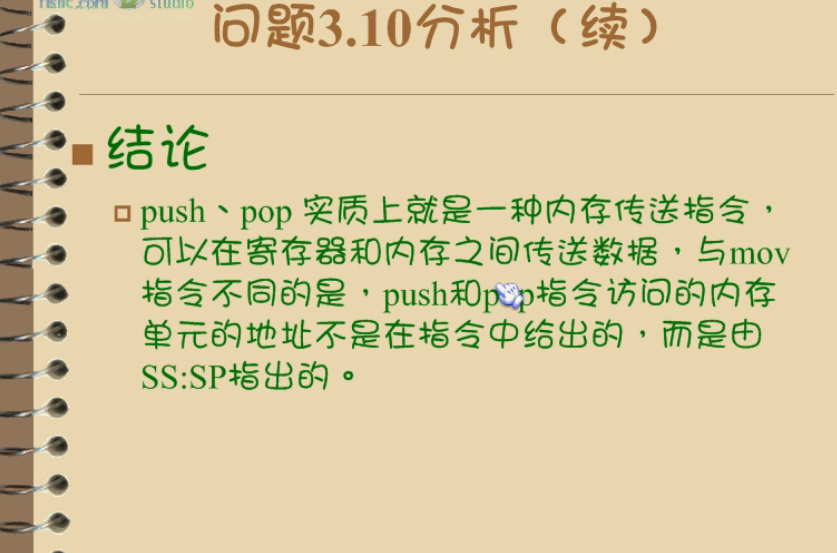 fishc.com studio
问题3.10分析（续）
结论
push、pop 实质上就是一种内存传送指令，
可以在寄存器和内存之间传送数据，与mov
指令不同的是，push和pop指令访问的内存
单元的地址不是在指令中给出的，而是由
SS:SP指出的。